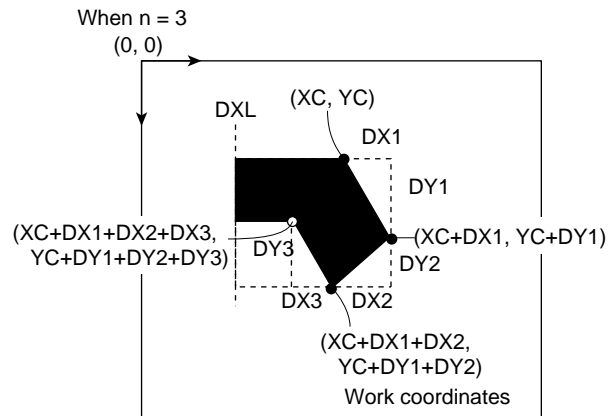 When n = 3
(0, 0)
(XC, YC)
DXL
DX1
DY1
(XC+DX1+DX2+DX3,
YC+DY1+DY2+DY3)
DY3
(XC+DX1, YC+DY1)
DY2
DX3
DX2
(XC+DX1+DX2,
YC+DY1+DY2)
Work coordinates